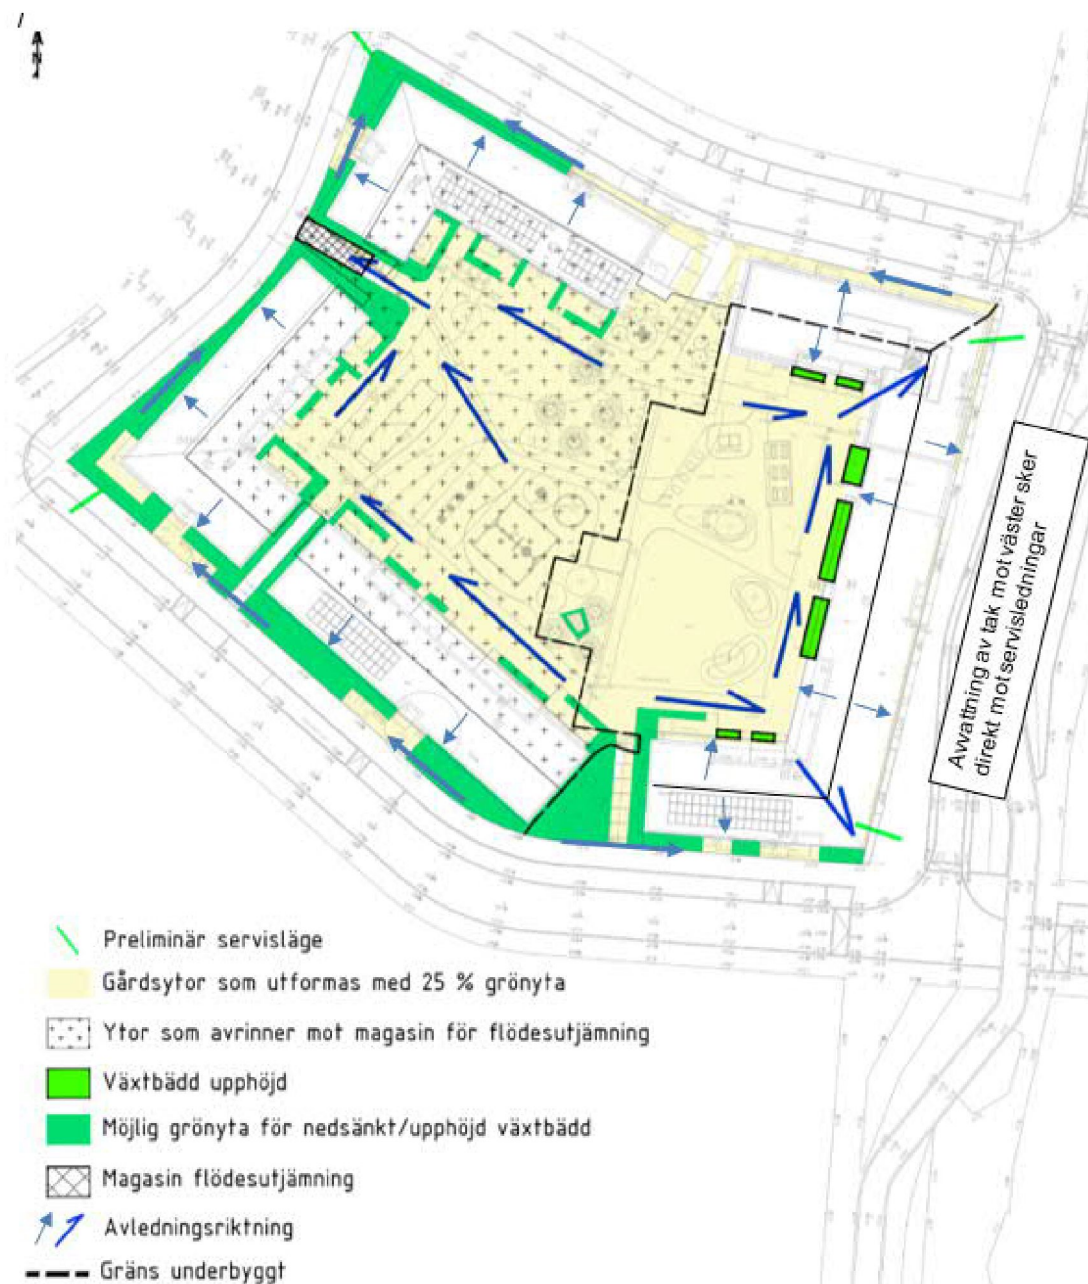 N
Avvattning av tak mot väster sker
direkt mot servisledningar
Preliminär servisläge
Gårdsytor som utformas med 25 % grönyta
Ytor som avrinner mot magasin för flödesutjämning
Växtbädd upphöjd
Möjlig grönyta för nedsänkt/upphöjd växtbädd
Magasin flödesutjämning
Avledningsriktning
Gräns underbyggt